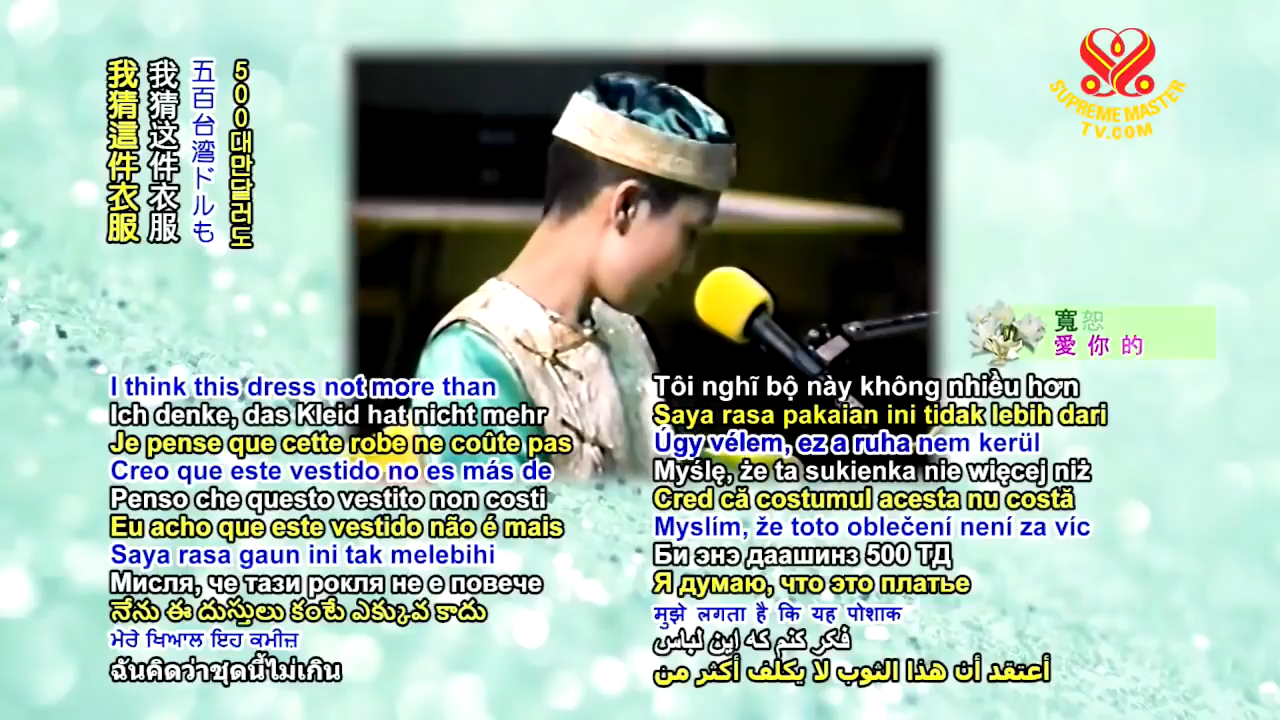 我猜這件衣服
我猜这件衣服
五百台湾ドルも
500대만달러도
SUPREME MASTER
TV.COM
寬恕
愛你的
I think this dress not more than
Ich denke, das Kleid hat nicht mehr
Je pense que cette robe ne coûte pas
Creo que este vestido no es más de
Penso che questo vestito non costi
Eu acho que este vestido não é mais
Saya rasa gaun ini tak melebihi
Мисля, че тази рокля не е повече
నేను ఈ దుస్తులు కంటే ఎక్కువ కాదు
ਮੇਰੇ ਖਿਆਲ ਇਹ ਕਮੀਜ਼
ฉันคิดว่าชุดนี้ไม่เกิน
Tôi nghĩ bộ này không nhiều hơn
Saya rasa pakaian ini tidak lebih dari
Úgy vélem, ez a ruha nem kerül
Myślę, że ta sukienka nie więcej niż
Cred că costumul acesta nu costă
Myslím, že toto oblečení není za víc
Би энэ даашинз 500 ТД
Я думаю, что это платье
मुझे लगता है कि यह पोशाक
فکر کنم که این لباس
أعتقد أن هذا الثوب لا يكلف أكثر من